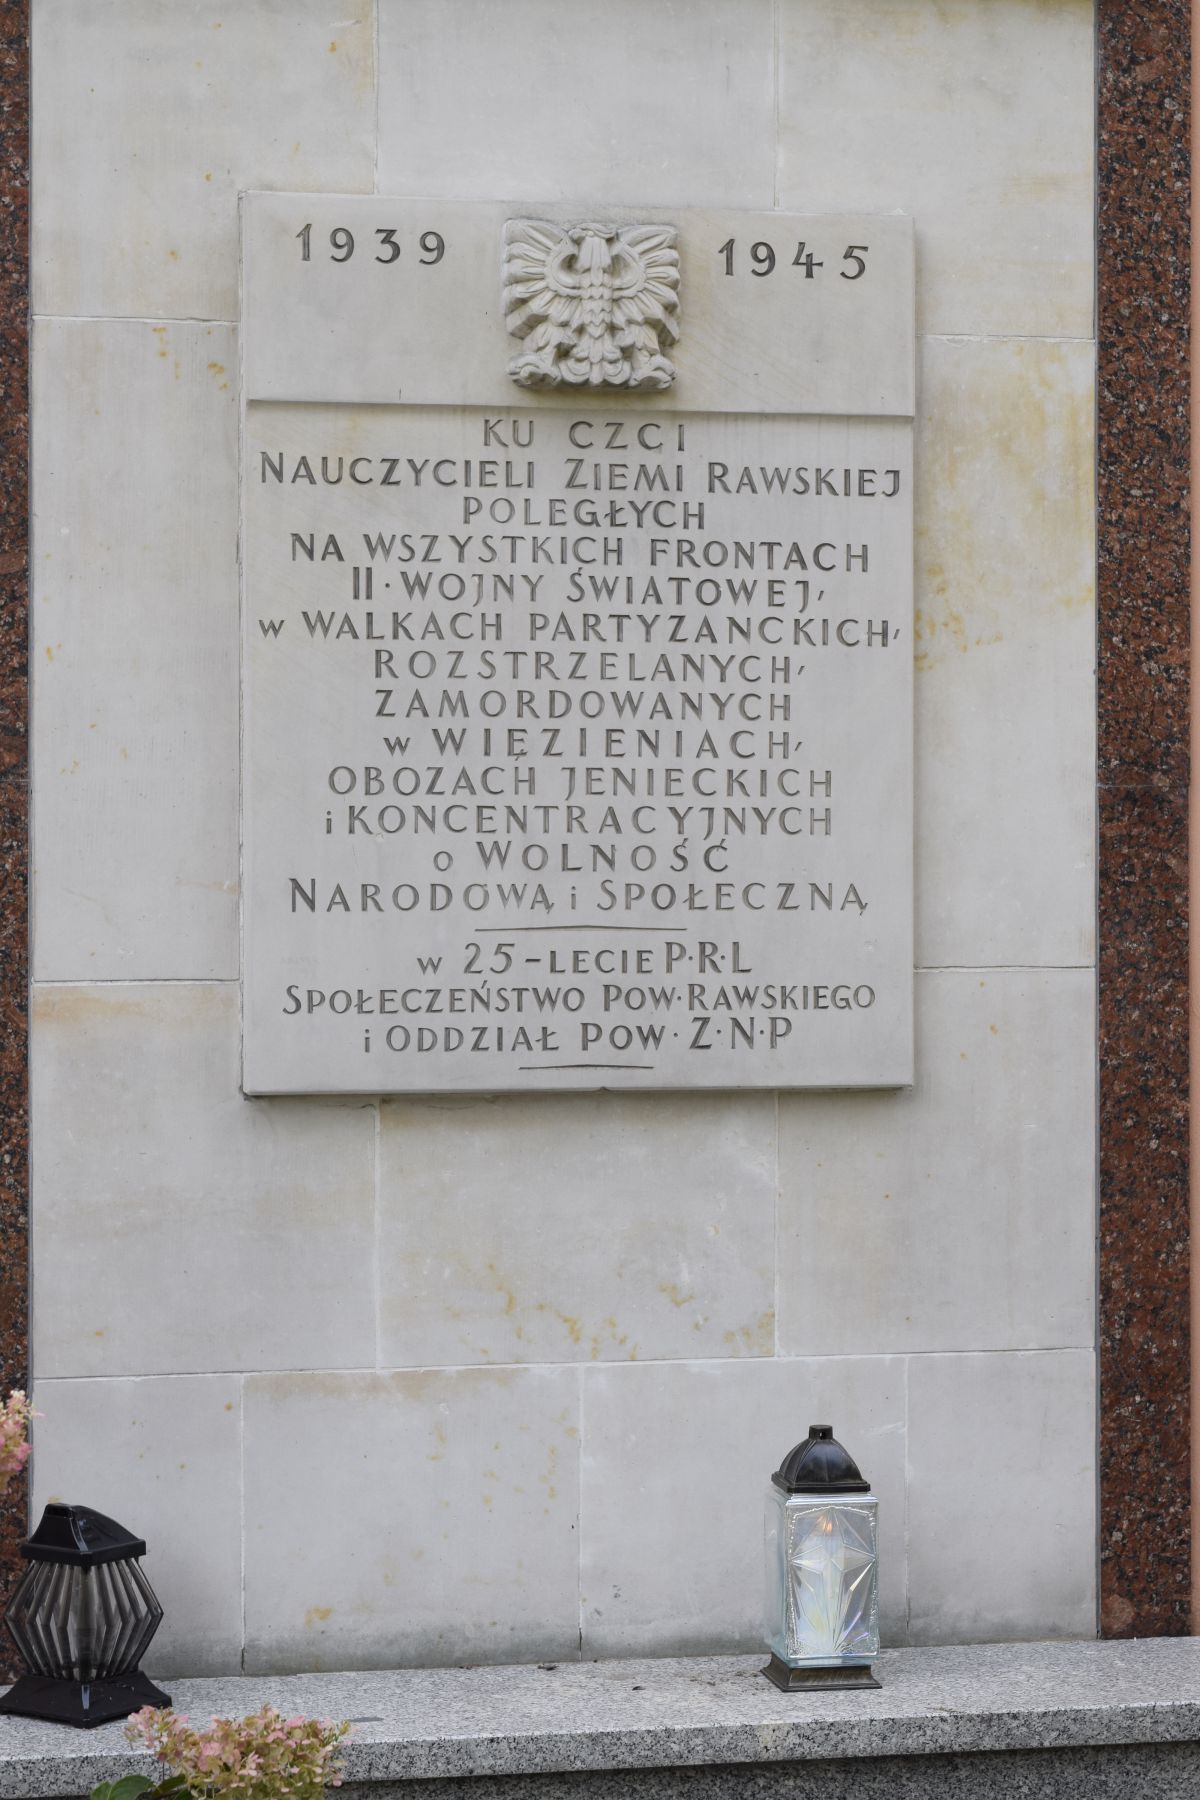 1939 1945
KU CZCI
NAUCZYCIELI ZIEMI RAWSKIEJ
POLEGŁYCH
NA WSZYSTKICH FRONTACH
II·WOJNY ŚWIATOWEJ,
w WALKACH PARTYZANCKICH,
ROZSTRZELANYCH,
ZAMORDOWANYCH
w WIĘZIENIACH,
OBOZACH JENIECKICH
i KONCENTRACYJNYCH
o WOLNOŚĆ
NARODOWĄ i SPOŁECZNĄ
w 25-LECIE P·R·L
SPOŁECZEŃSTWO POW·RAWSKIEGO
i ODDZIAŁ POW·Z·N·P